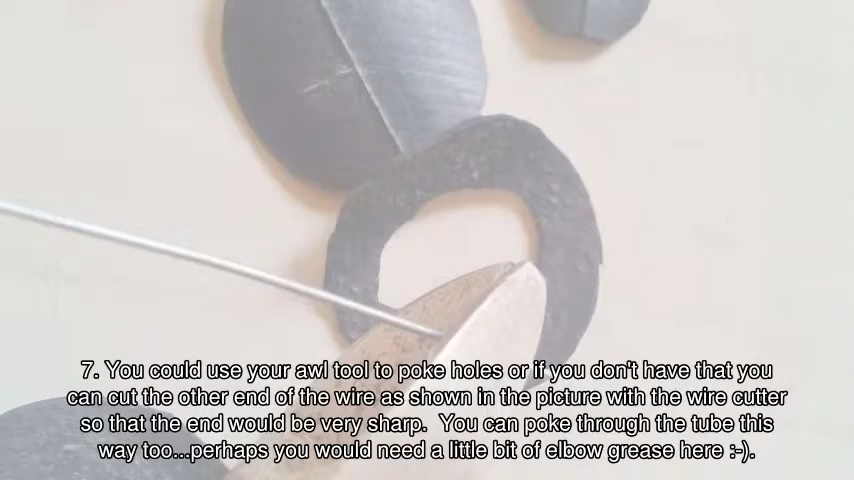 7. You could use your awl tool to poke holes or if you don't have that you
can cut the other end of the wire as shown in the picture with the wire cutter
so that the end would be very sharp.  You can poke through the tube this
way too...perhaps you would need a little bit of elbow grease here :-).